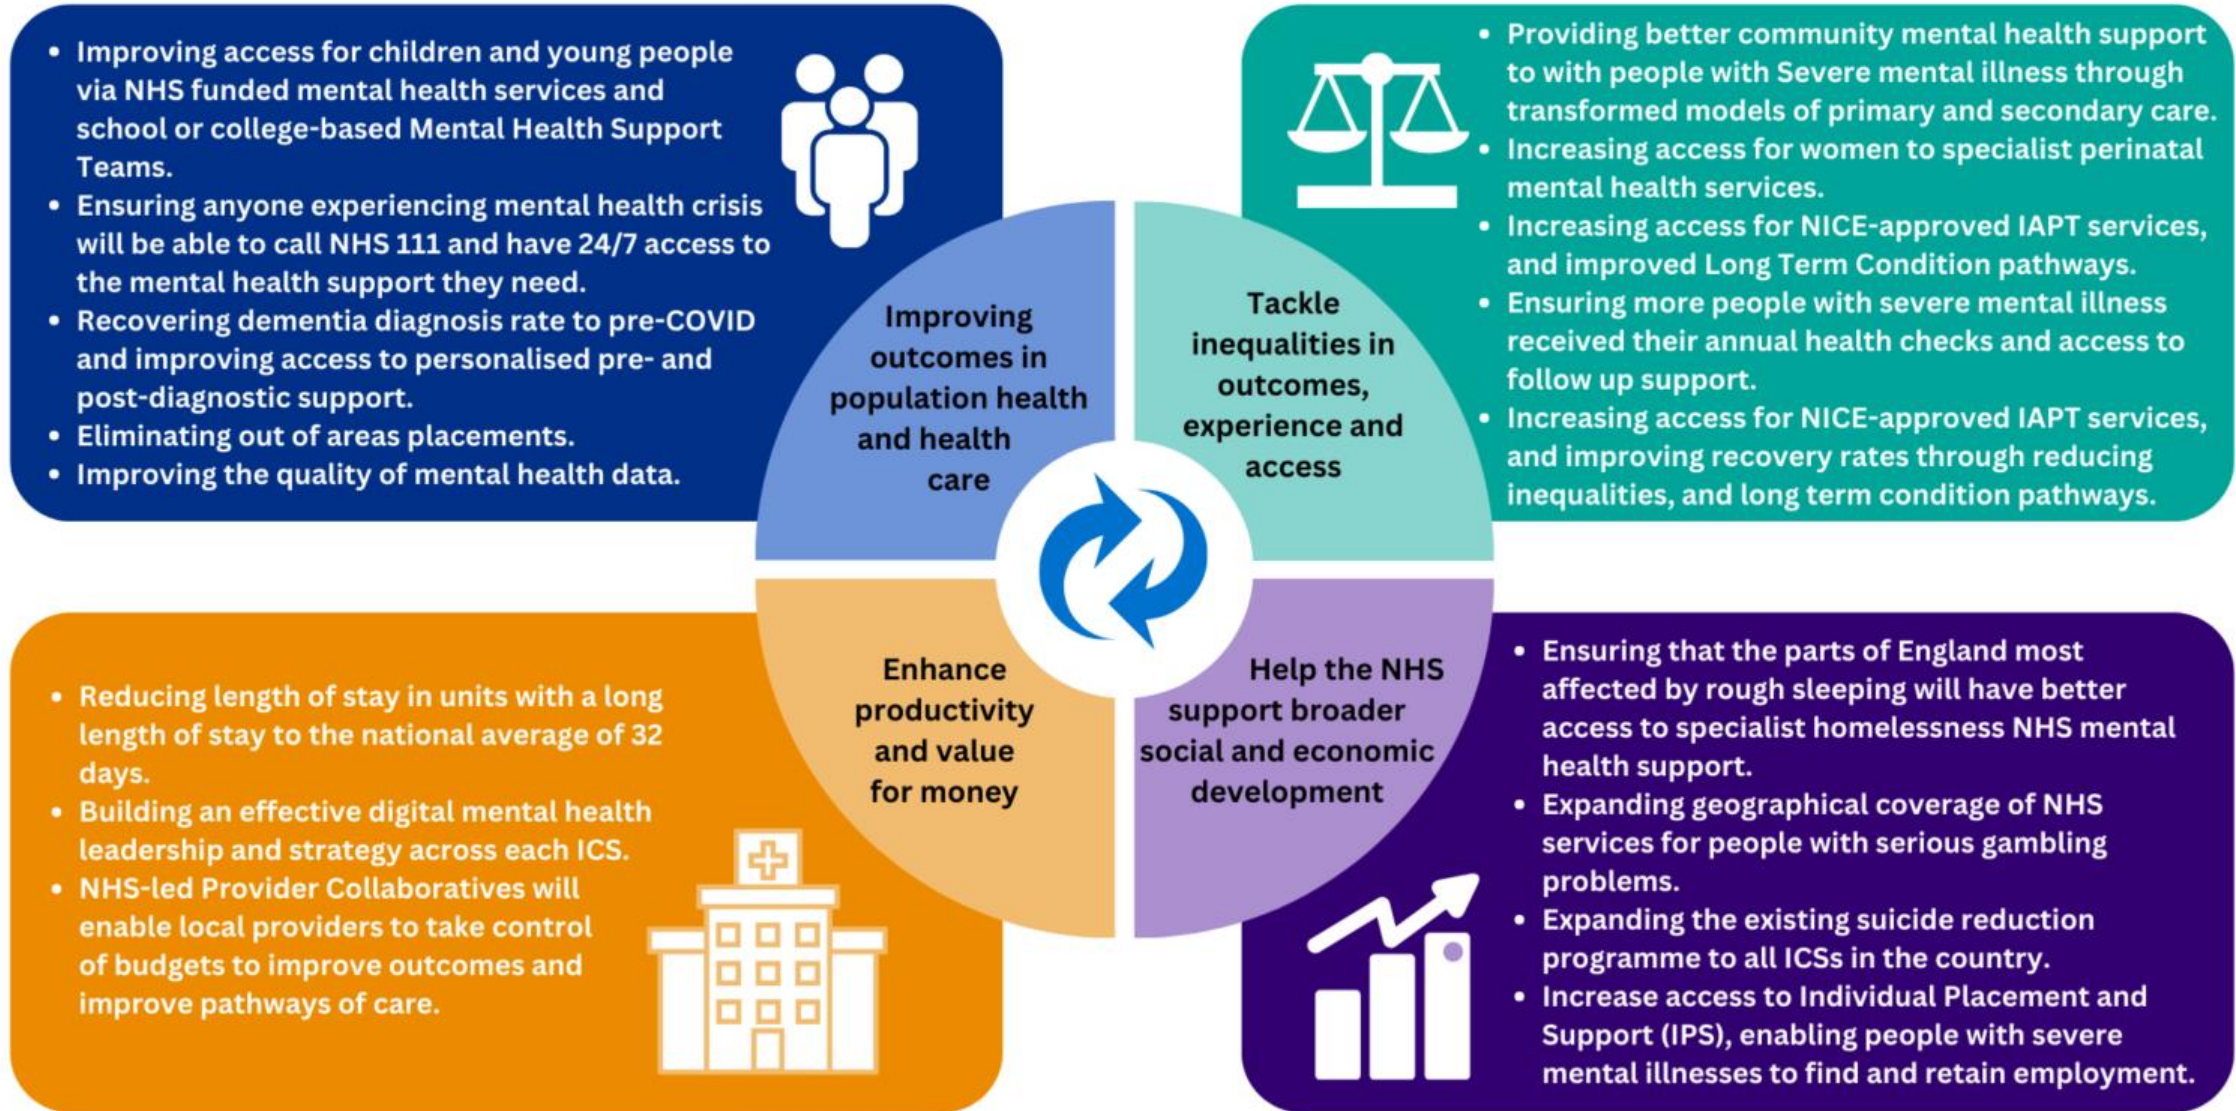 • Improving access for children and young people
via NHS funded mental health services and
school or college-based Mental Health Support
Teams.
• Ensuring anyone experiencing mental health crisis
will be able to call NHS 111 and have 24/7 access to
the mental health support they need.
• Recovering dementia diagnosis rate to pre-COVID
and improving access to personalised pre- and
post-diagnostic support.
• Eliminating out of areas placements.
• Improving the quality of mental health data.
Improving
outcomes in
population health
and health
care
Tackle
inequalities in
outcomes,
experience and
access
• Providing better community mental health support
to with people with Severe mental illness through
transformed models of primary and secondary care.
• Increasing access for women to specialist perinatal
mental health services.
• Increasing access for NICE-approved IAPT services,
and improved Long Term Condition pathways.
• Ensuring more people with severe mental illness
received their annual health checks and access to
follow up support.
• Increasing access for NICE-approved IAPT services,
and improving recovery rates through reducing
inequalities, and long term condition pathways.
• Reducing length of stay in units with a long
length of stay to the national average of 32
days.
• Building an effective digital mental health
leadership and strategy across each ICS.
• NHS-led Provider Collaboratives will
enable local providers to take control
of budgets to improve outcomes and
improve pathways of care.
Enhance
productivity
and value
for money
Help the NHS
support broader
social and economic
development
• Ensuring that the parts of England most
affected by rough sleeping will have better
access to specialist homelessness NHS mental
health support.
• Expanding geographical coverage of NHS
services for people with serious gambling
problems.
• Expanding the existing suicide reduction
programme to all ICSs in the country.
• Increase access to Individual Placement and
Support (IPS), enabling people with severe
mental illnesses to find and retain employment.